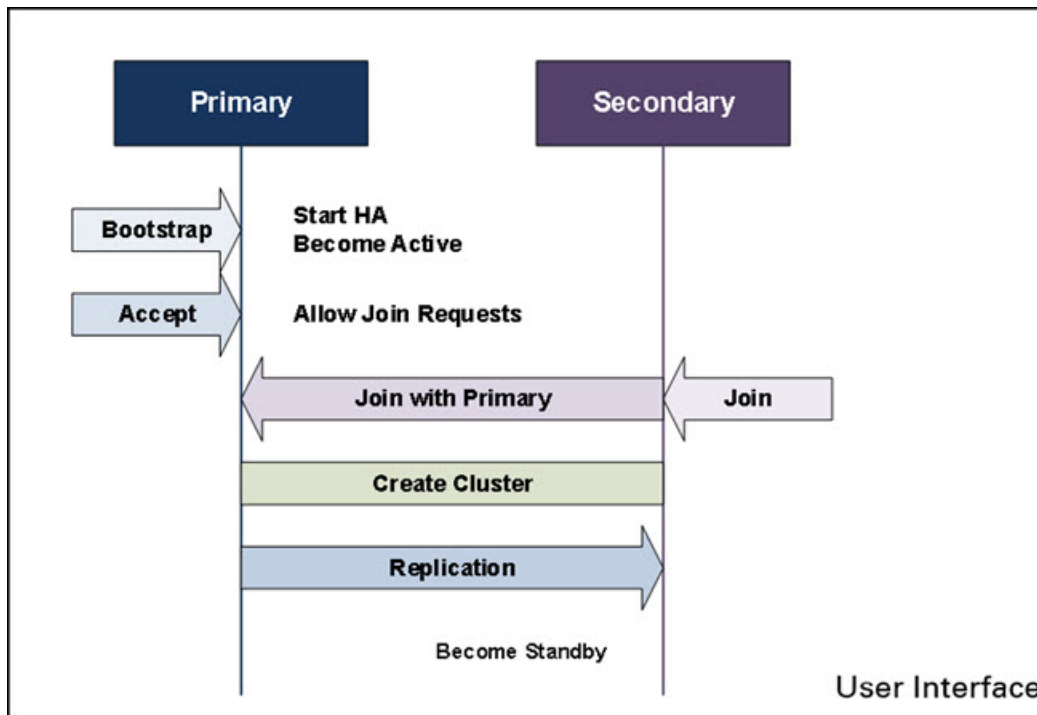 Primary
Secondary
Bootstrap
Start HA
Become Active
Accept
Allow Join Requests
Join with Primary
Join
Create Cluster
Replication
Become Standby
User Interface